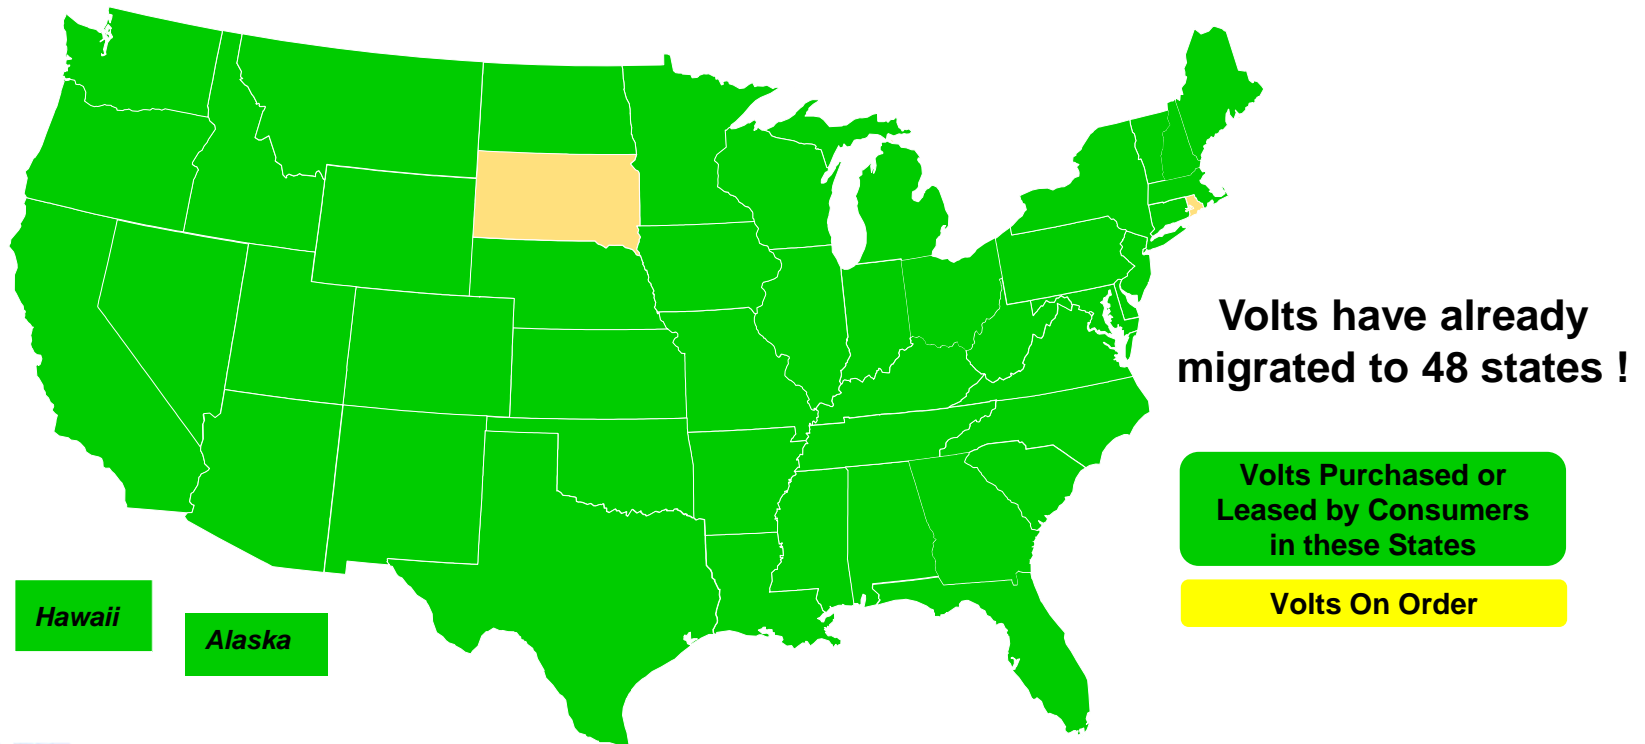 Volts have already
migrated to 48 states !
Volts Purchased or
Leased by Consumers
in these States
Volts On Order
Hawaii
Alaska